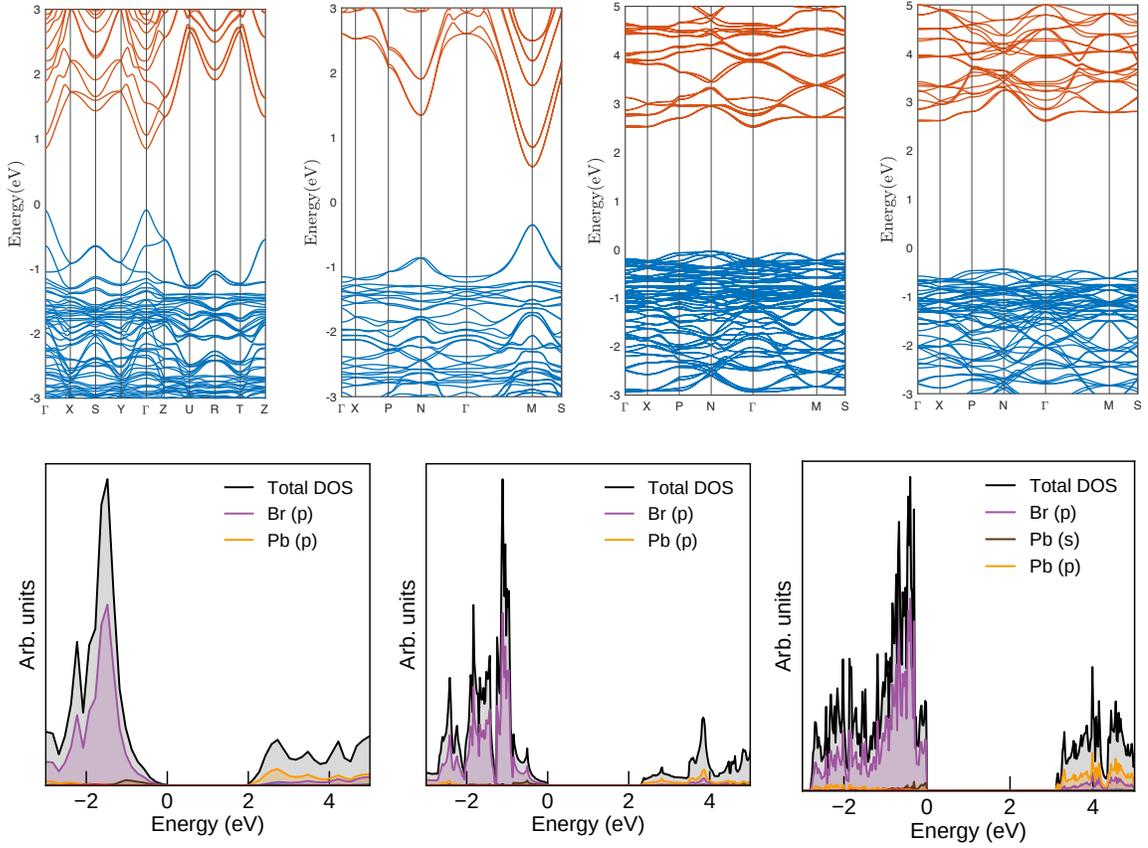 3
2
1
0
-1
-2
-3
Energy(eV)
Γ X S Y Γ Z U R T Z
3
2
1
0
-1
-2
-3
Energy(eV)
Γ X P N Γ M S
5
4
3
2
1
0
-1
-2
-3
Energy(eV)
Γ X P N Γ M S
5
4
3
2
1
0
-1
-2
-3
Energy(eV)
Γ X P N Γ M S
Arb. units
Total DOS
Br (p)
Pb (p)
−2 0 2 4
Energy (eV)
Arb. units
Total DOS
Br (p)
Pb (p)
−2 0 2 4
Energy (eV)
Arb. units
Total DOS
Br (p)
Pb (s)
Pb (p)
−2 0 2 4
Energy (eV)